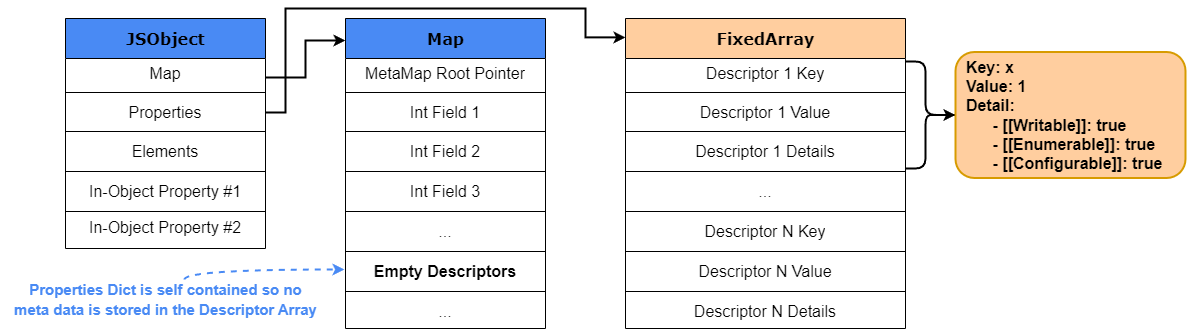 JSObject
Map
Properties
Elements
In-Object Property #1
In-Object Property #2
Properties Dict is self contained so no
meta data is stored in the Descriptor Array
Map
MetaMap Root Pointer
Int Field 1
Int Field 2
Int Field 3
...
Empty Descriptors
...
FixedArray
Descriptor 1 Key
Descriptor 1 Value
Descriptor 1 Details
...
Descriptor N Key
Descriptor N Value
Descriptor N Details
Key: x
Value: 1
Detail:
- [[Writable]]: true
- [[Enumerable]]: true
- [[Configurable]]: true